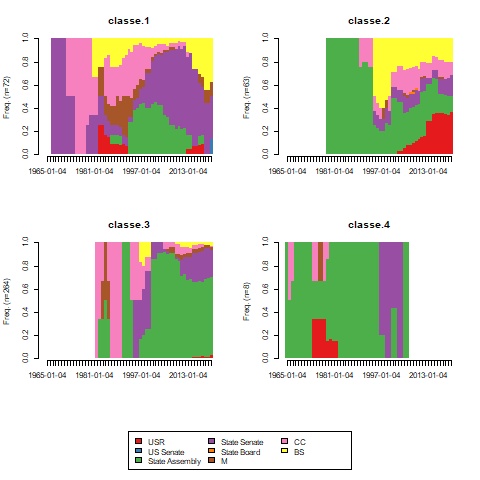 classe.1
classe.2
Freq. (n=72)
0.0 0.2 0.4 0.6 0.8 1.0
1965-01-04 1981-01-04 1997-01-04 2013-01-04
Freq. (n=63)
0.0 0.2 0.4 0.6 0.8 1.0
1965-01-04 1981-01-04 1997-01-04 2013-01-04
classe.3
classe.4
Freq. (n=264)
0.0 0.2 0.4 0.6 0.8 1.0
1965-01-04 1981-01-04 1997-01-04 2013-01-04
Freq. (n=8)
0.0 0.2 0.4 0.6 0.8 1.0
1965-01-04 1981-01-04 1997-01-04 2013-01-04
USR State Senate CC
US Senate State Board BS
State Assembly M